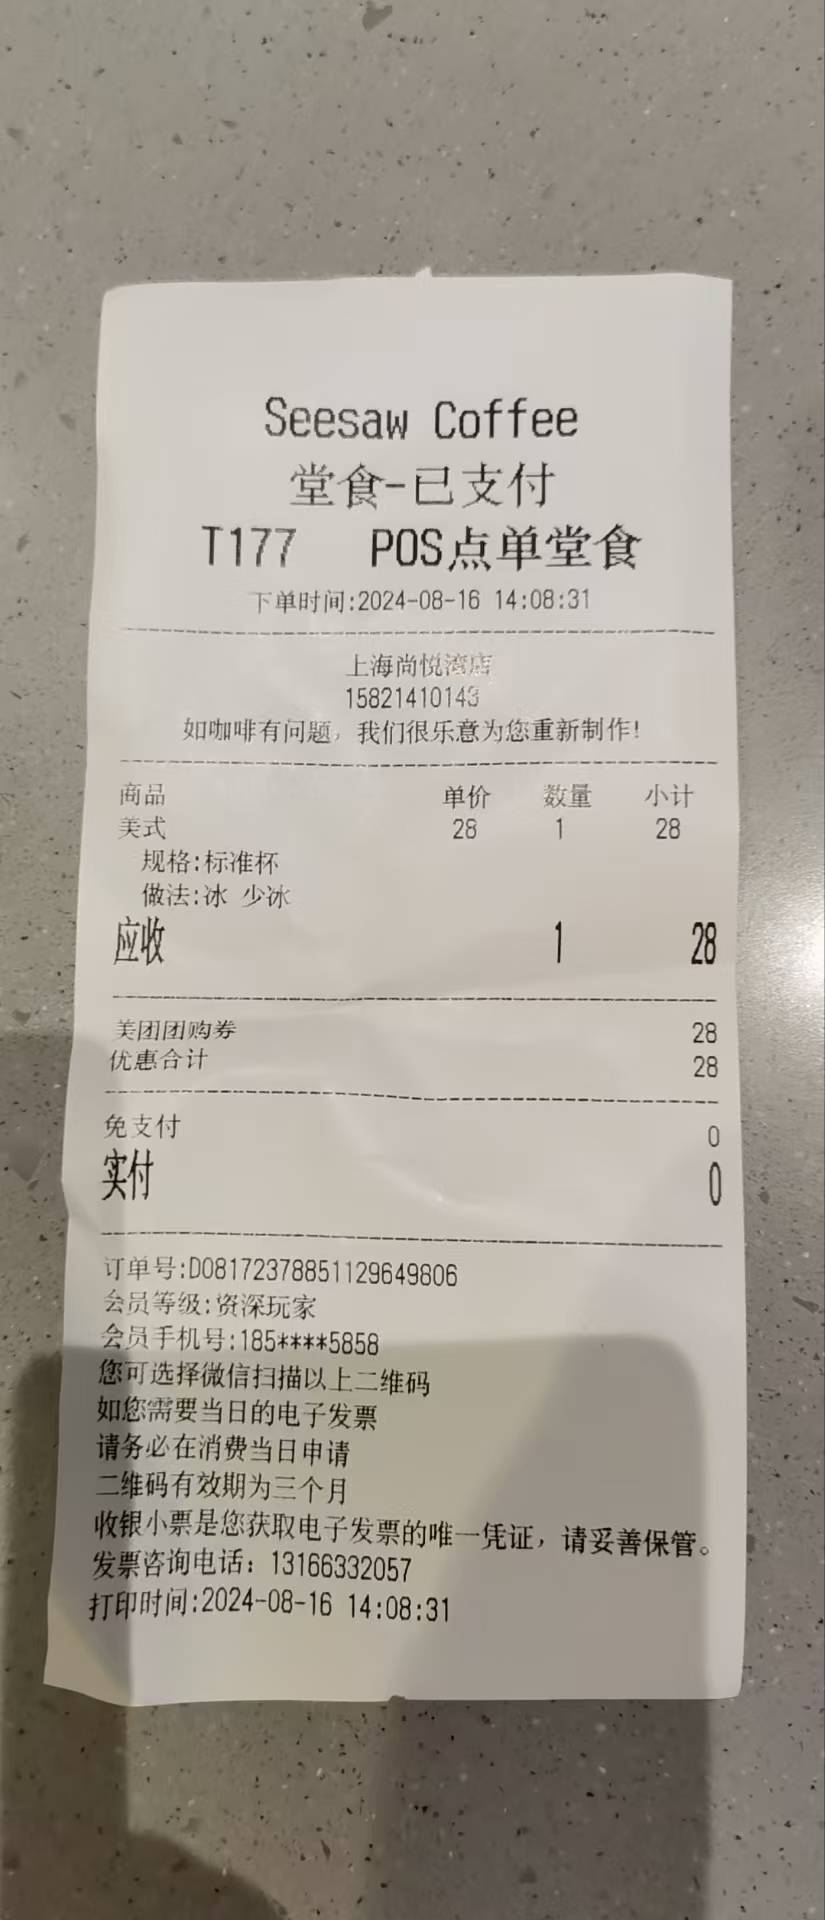 Seesaw Coffee
堂食-已支付
T177 POS点单堂食
下单时间:2024-08-16 14:08:31
上海尚悦湾店
15821410143
如咖啡有问题，我们很乐意为您重新制作!
商品 单价 数量 小计
美式 28 1 28
规格:标准杯
做法:冰 少冰
应收 1 28
美团团购券 28
优惠合计 28
免支付 0
实付 0
订单号:D08172378851129649806
会员等级:资深玩家
会员手机号:185****5858
您可选择微信扫描以上二维码
如您需要当日的电子发票
请务必在消费当日申请
二维码有效期为三个月
收银小票是您获取电子发票的唯一凭证，请妥善保管。
发票咨询电话：13166332057
打印时间:2024-08-16 14:08:31